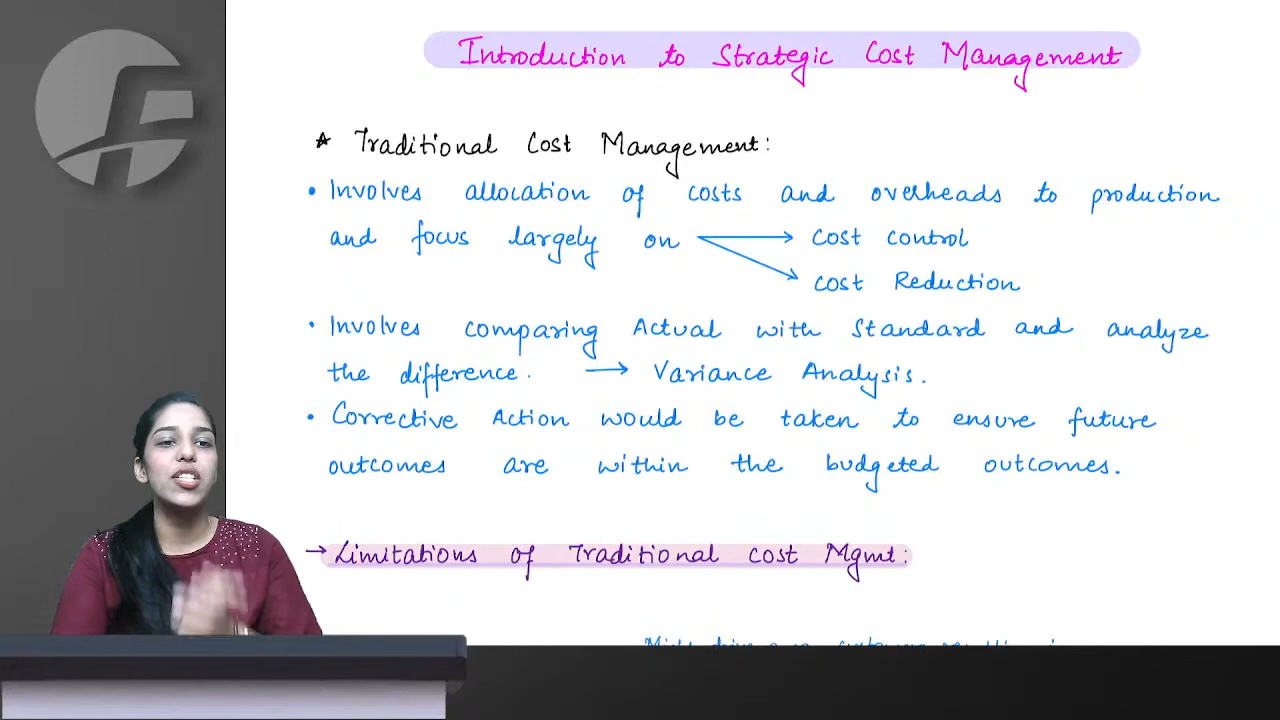 Introduction to Strategic Cost Management
* Traditional Cost Management:
• Involves allocation of costs and overheads to production
and focus largely on → Cost control
→ Cost Reduction
• Involves comparing Actual with Standard and analyze
the difference. → Variance Analysis.
• Corrective Action would be taken to ensure future
outcomes are within the budgeted outcomes.
→ Limitations of Traditional Cost Mgmt: